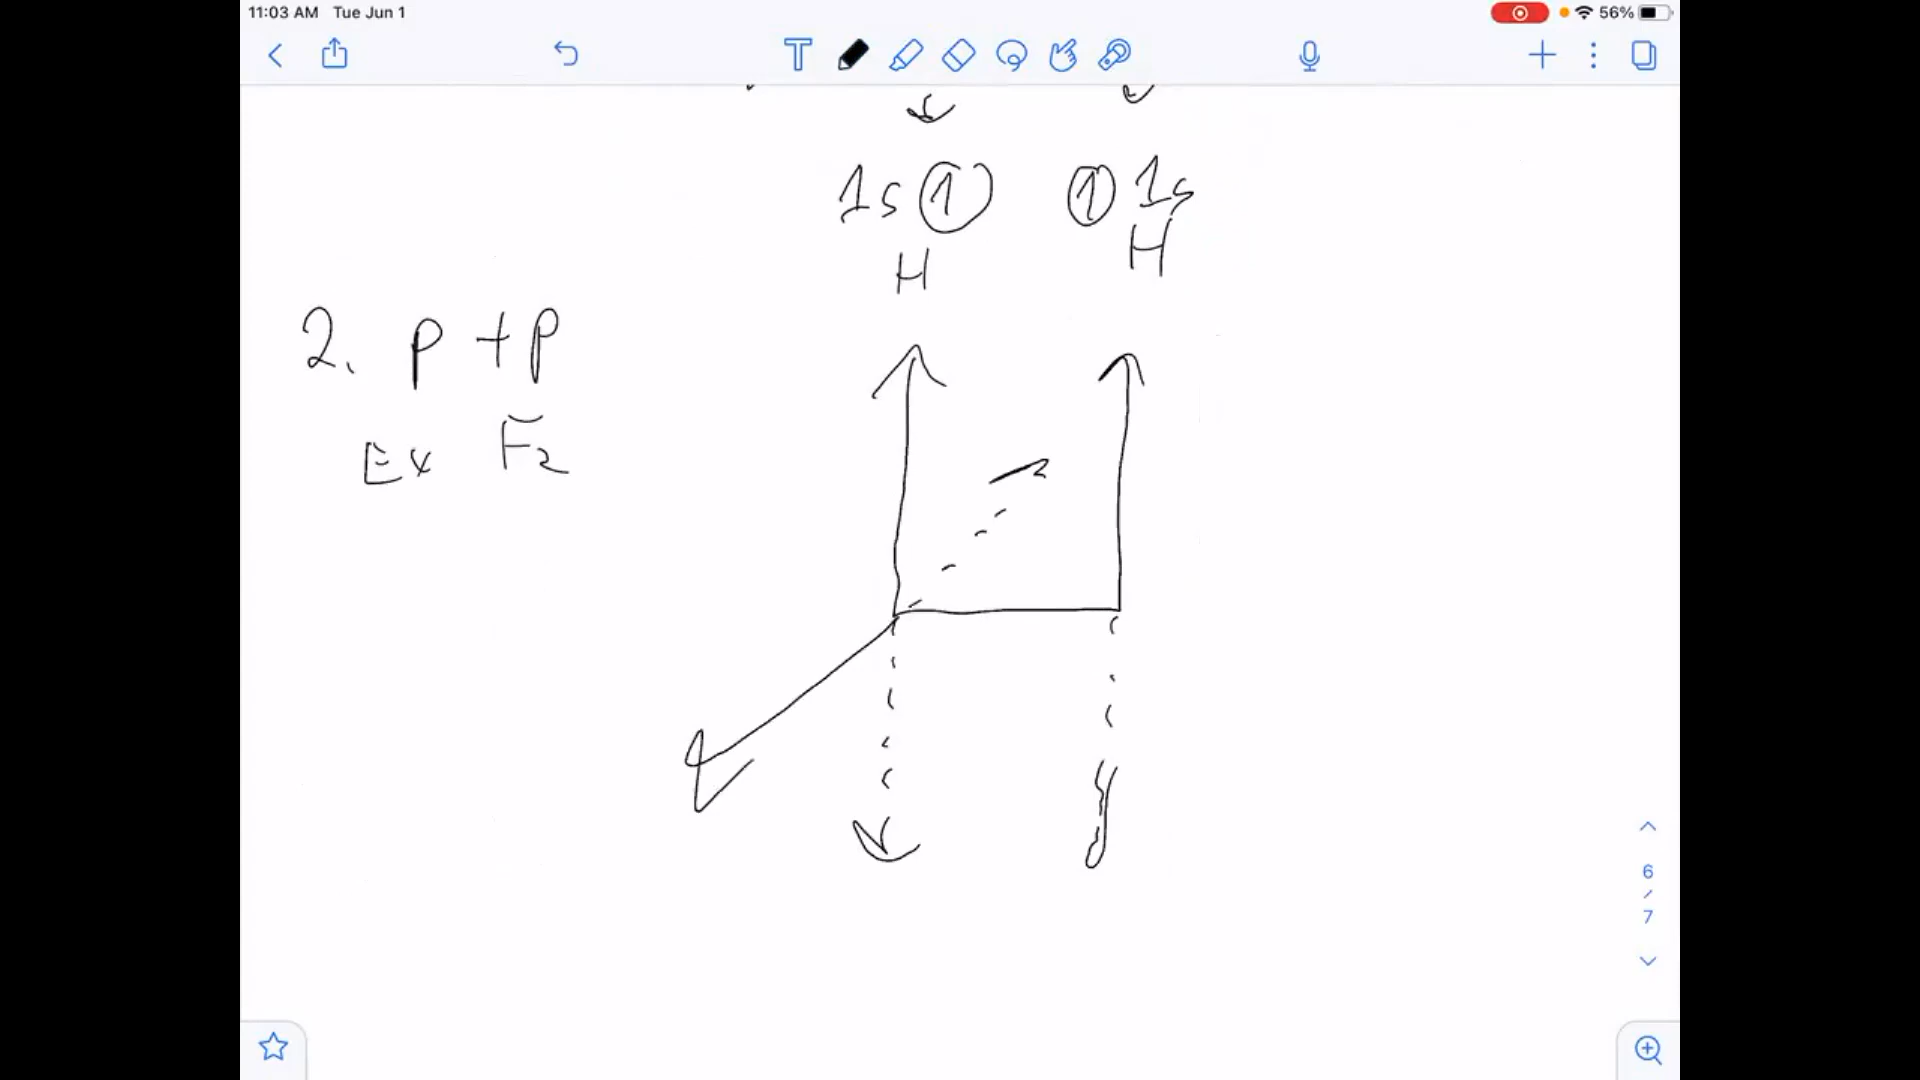 11:03 AM Tue Jun 1
56%
T
1s 1 1 1s
H H
2. p + p
Ex F2
6
/
7